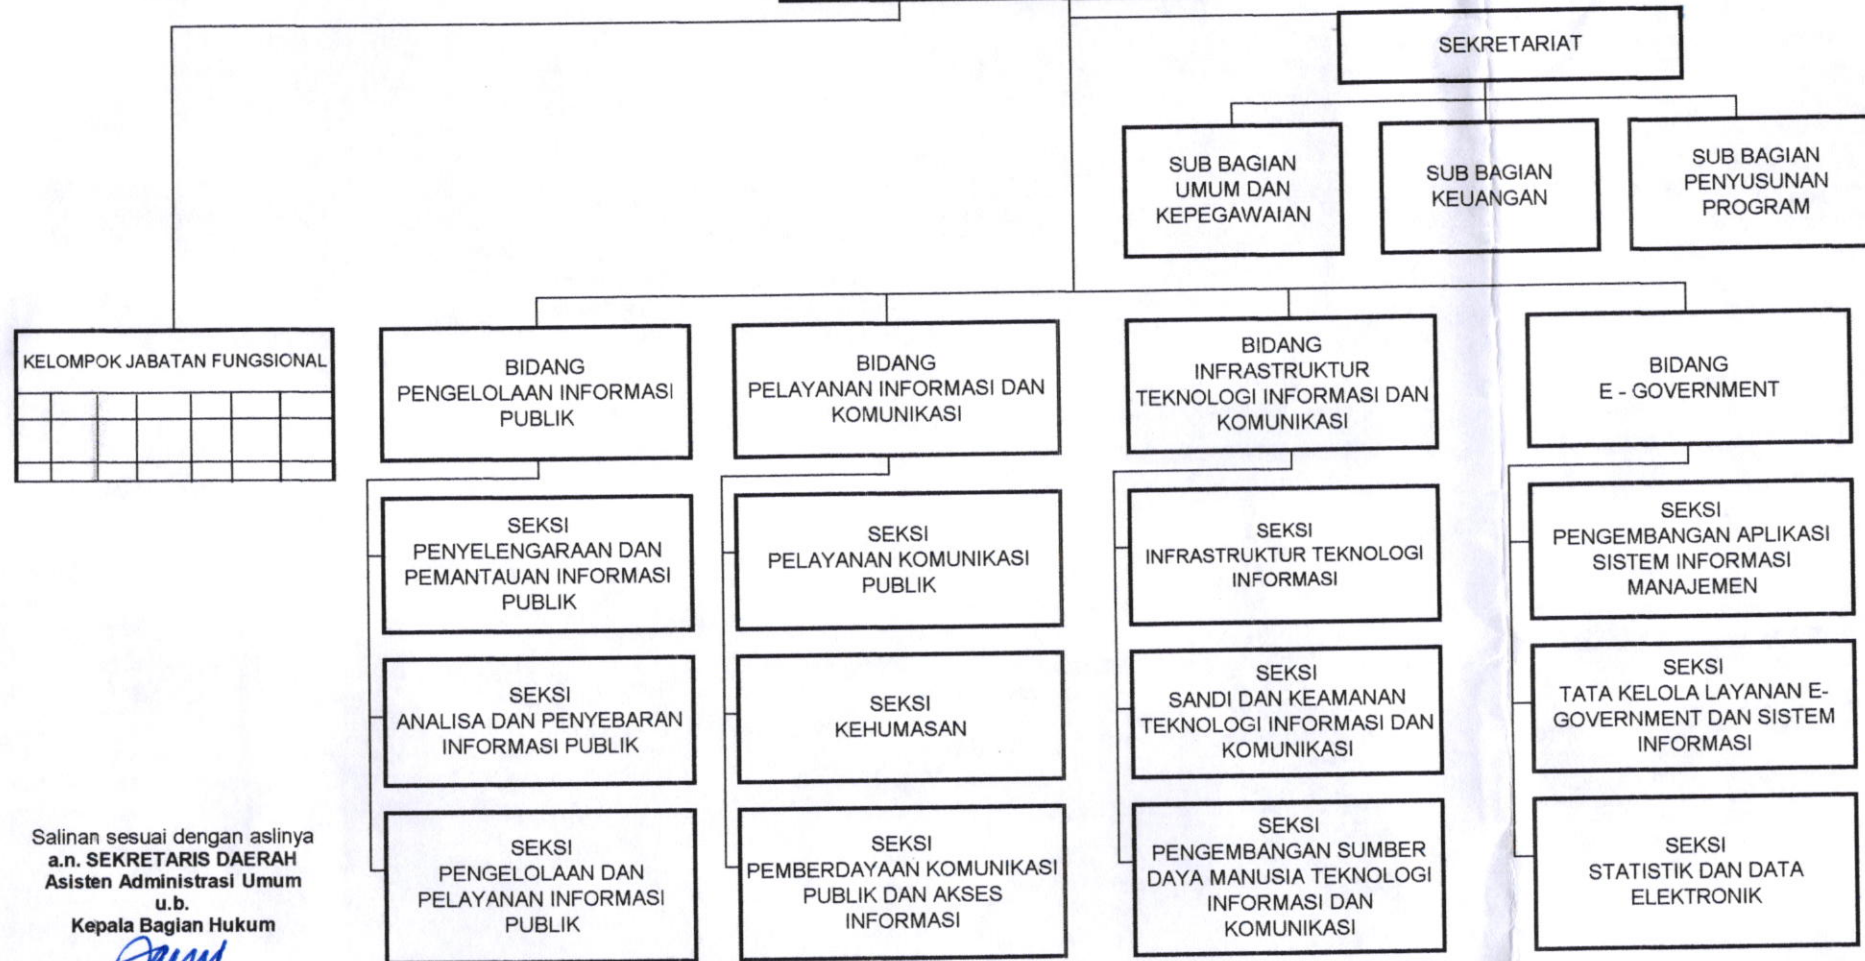 SEKRETARIAT
SUB BAGIAN
UMUM DAN
KEPEGAWAIAN
SUB BAGIAN
KEUANGAN
SUB BAGIAN
PENYUSUNAN
PROGRAM
KELOMPOK JABATAN FUNGSIONAL
BIDANG
PENGELOLAAN INFORMASI
PUBLIK
BIDANG
PELAYANAN INFORMASI DAN
KOMUNIKASI
BIDANG
INFRASTRUKTUR
TEKNOLOGI INFORMASI DAN
KOMUNIKASI
BIDANG
E - GOVERNMENT
SEKSI
PENYELENGARAAN DAN
PEMANTAUAN INFORMASI
PUBLIK
SEKSI
PELAYANAN KOMUNIKASI
PUBLIK
SEKSI
INFRASTRUKTUR TEKNOLOGI
INFORMASI
SEKSI
PENGEMBANGAN APLIKASI
SISTEM INFORMASI
MANAJEMEN
SEKSI
ANALISA DAN PENYEBARAN
INFORMASI PUBLIK
SEKSI
KEHUMASAN
SEKSI
SANDI DAN KEAMANAN
TEKNOLOGI INFORMASI DAN
KOMUNIKASI
SEKSI
TATA KELOLA LAYANAN E-
GOVERNMENT DAN SISTEM
INFORMASI
SEKSI
PENGELOLAAN DAN
PELAYANAN INFORMASI
PUBLIK
SEKSI
PEMBERDAYAAN KOMUNIKASI
PUBLIK DAN AKSES
INFORMASI
SEKSI
PENGEMBANGAN SUMBER
DAYA MANUSIA TEKNOLOGI
INFORMASI DAN
KOMUNIKASI
SEKSI
STATISTIK DAN DATA
ELEKTRONIK
Salinan sesuai dengan aslinya
a.n. SEKRETARIS DAERAH
Asisten Administrasi Umum
u.b.
Kepala Bagian Hukum